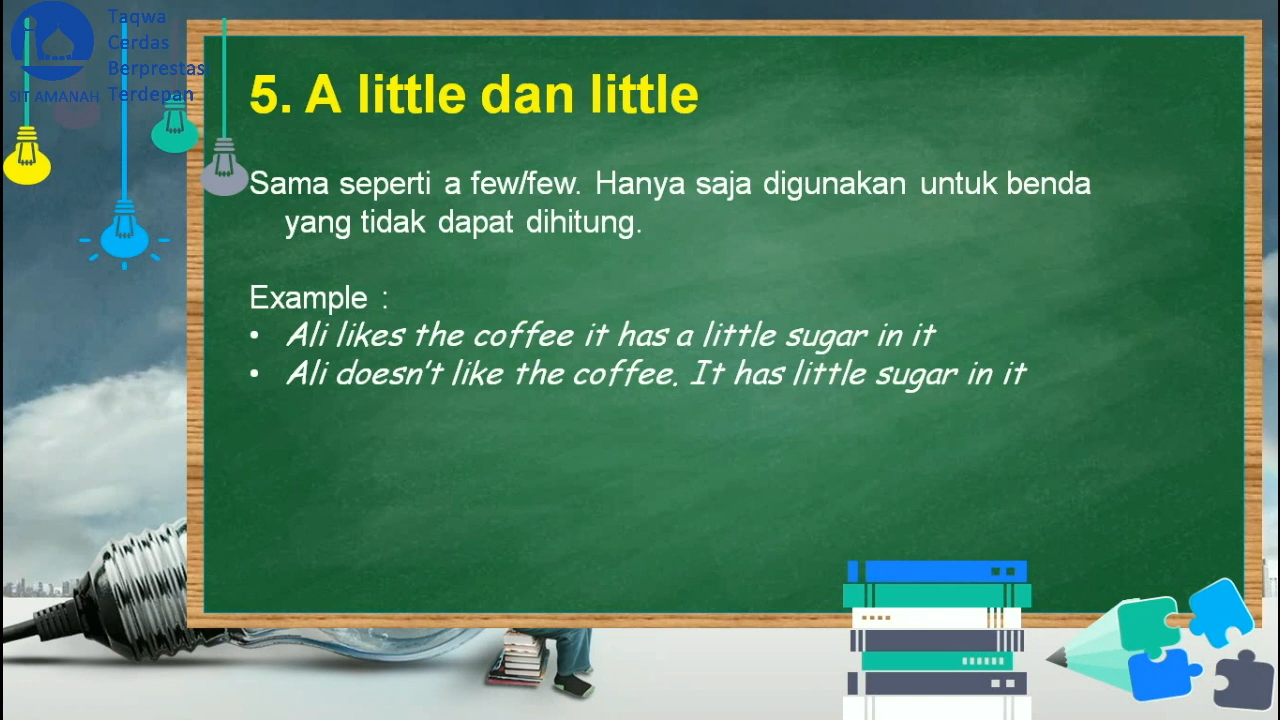 Taqwa
Cerdas
Berprestasi
Terdepan
SIT AMANAH
5. A little dan little
Sama seperti a few/few. Hanya saja digunakan untuk benda
yang tidak dapat dihitung.
Example :
• Ali likes the coffee it has a little sugar in it
• Ali doesn't like the coffee. It has little sugar in it